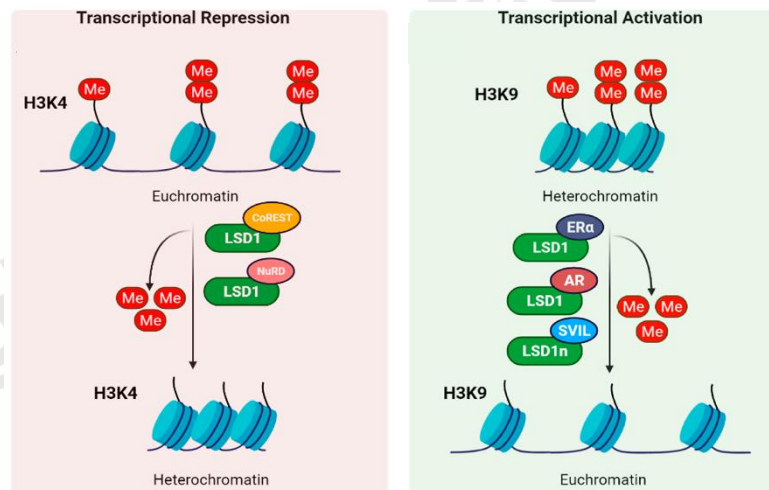 Transcriptional Repression
Me
Me
Me
Me
Me
H3K4
Euchromatin
CoREST
LSD1
NuRD
LSD1
Me
Me
Me
H3K4
Heterochromatin
Transcriptional Activation
Me
Me
Me
Me
Me
H3K9
Heterochromatin
ERα
LSD1
AR
LSD1
SVIL
LSD1n
Me
Me
Me
H3K9
Euchromatin